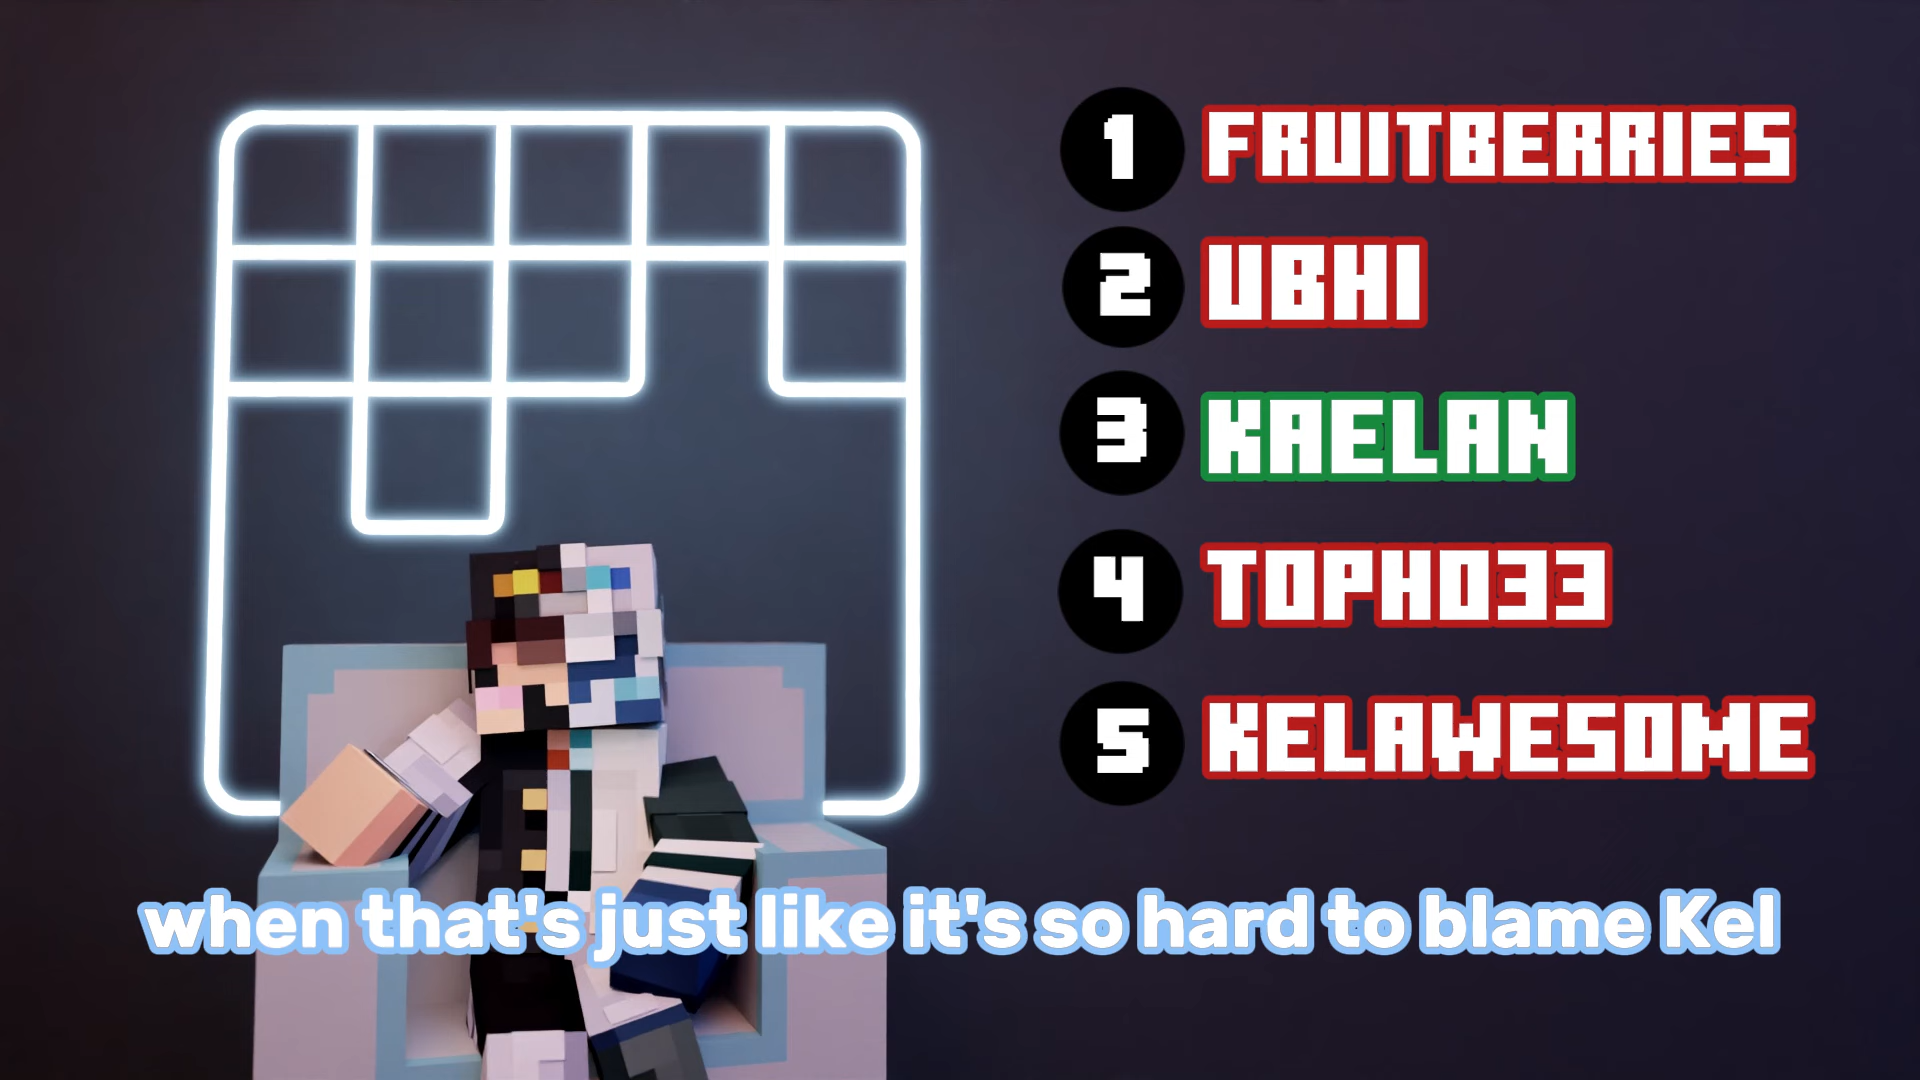 1 FRUITBERRIES
2 UBHI
3 KAELAN
4 TOPHO33
5 KELAWESOME
when that's just like it's so hard to blame Kel